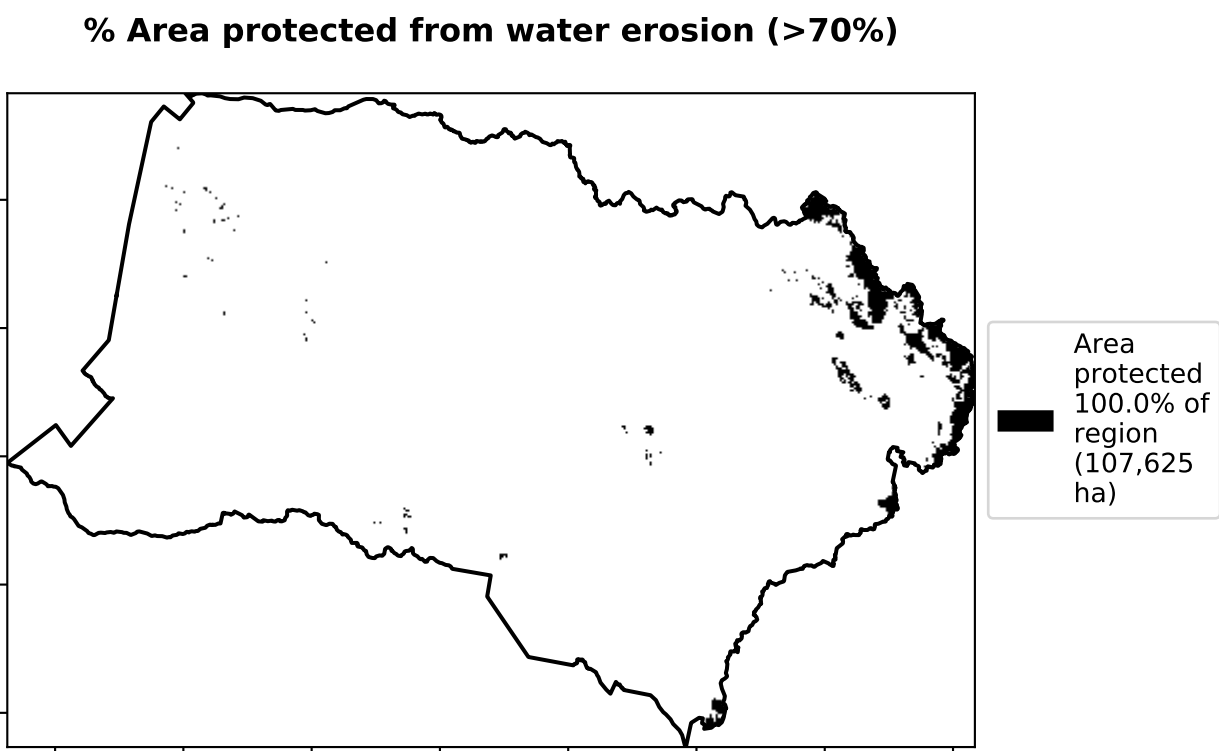 % Area protected from water erosion (>70%)
Area
protected
100.0% of
region
(107,625
ha)